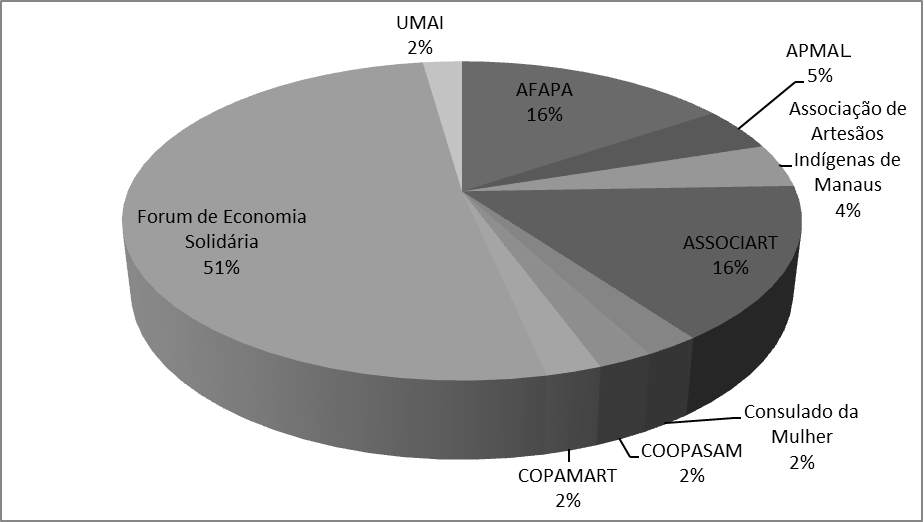 UMAI
2%
AFAPA
16%
APMAL
5%
Associação de
Artesãos
Indígenas de
Manaus
4%
ASSOCIART
16%
Consulado da
Mulher
2%
COOPASAM
2%
COPAMART
2%
Forum de Economia
Solidária
51%